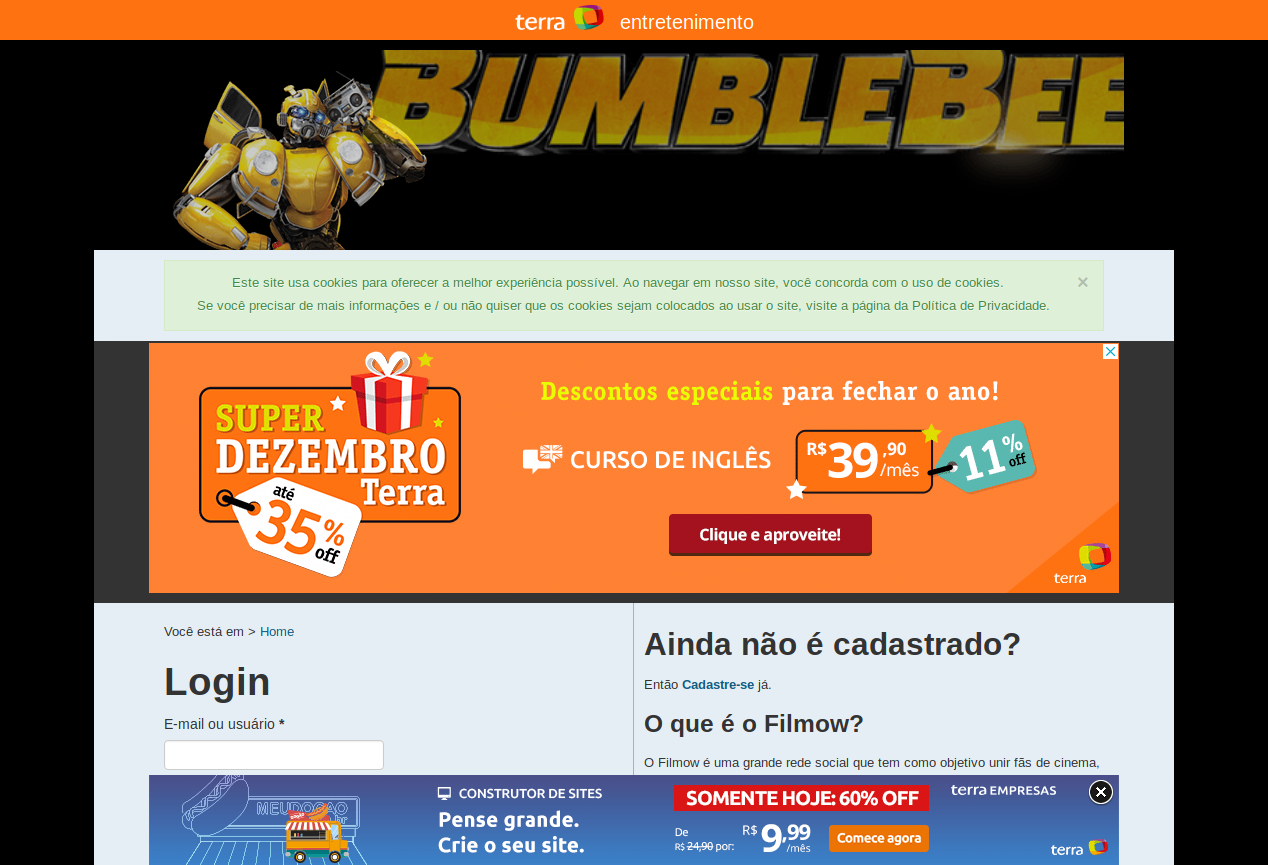 terra entretenimento
BUMBLEBEE
Este site usa cookies para oferecer a melhor experiência possível. Ao navegar em nosso site, você concorda com o uso de cookies. ×
Se você precisar de mais informações e / ou não quiser que os cookies sejam colocados ao usar o site, visite a página da Política de Privacidade.
SUPER
DEZEMBRO
Terra
até
35%
off
Descontos especiais para fechar o ano!
CURSO DE INGLÊS
R$39,90
/mês
11%
off
Clique e aproveite!
terra
Você está em > Home
Login
E-mail ou usuário *
Ainda não é cadastrado?
Então Cadastre-se já.
O que é o Filmow?
O Filmow é uma grande rede social que tem como objetivo unir fãs de cinema,
MEUDOGÃO
CONSTRUTOR DE SITES
Pense grande.
Crie o seu site.
SOMENTE HOJE: 60% OFF
De
R$ 24,90 por:
R$ 9,99
/mês
terra EMPRESAS
Comece agora
terra